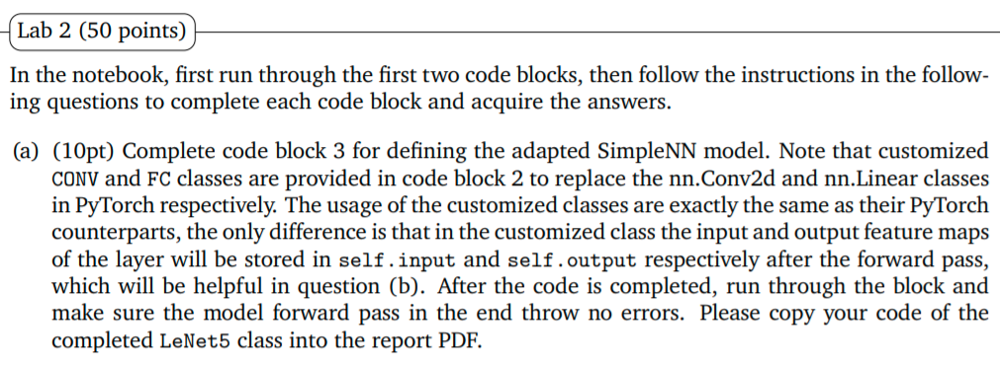 Lab 2 (50 points)
In the notebook, first run through the first two code blocks, then follow the instructions in the follow-
ing questions to complete each code block and acquire the answers.
(a) (10pt) Complete code block 3 for defining the adapted SimpleNN model. Note that customized
CONV and FC classes are provided in code block 2 to replace the nn.Conv2d and nn.Linear classes
in PyTorch respectively. The usage of the customized classes are exactly the same as their PyTorch
counterparts, the only difference is that in the customized class the input and output feature maps
of the layer will be stored in self.input and self.output respectively after the forward pass,
which will be helpful in question (b). After the code is completed, run through the block and
make sure the model forward pass in the end throw no errors. Please copy your code of the
completed LeNet5 class into the report PDF.